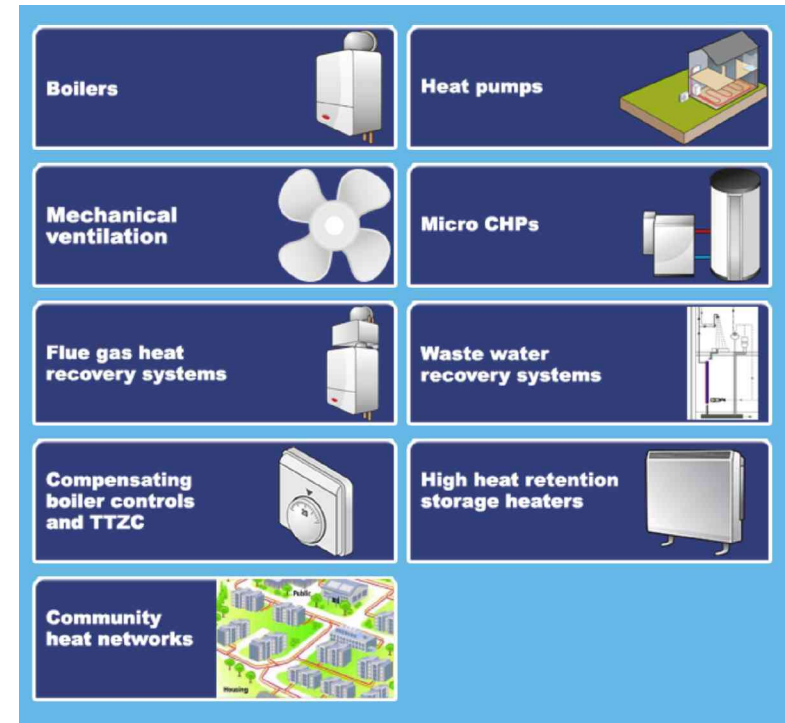 Boilers
Heat pumps
Mechanical
ventilation
Micro CHPs
Flue gas heat
recovery systems
Waste water
recovery systems
Compensating
boiler controls
and TTZC
High heat retention
storage heaters
Community
heat networks
Public
Housing